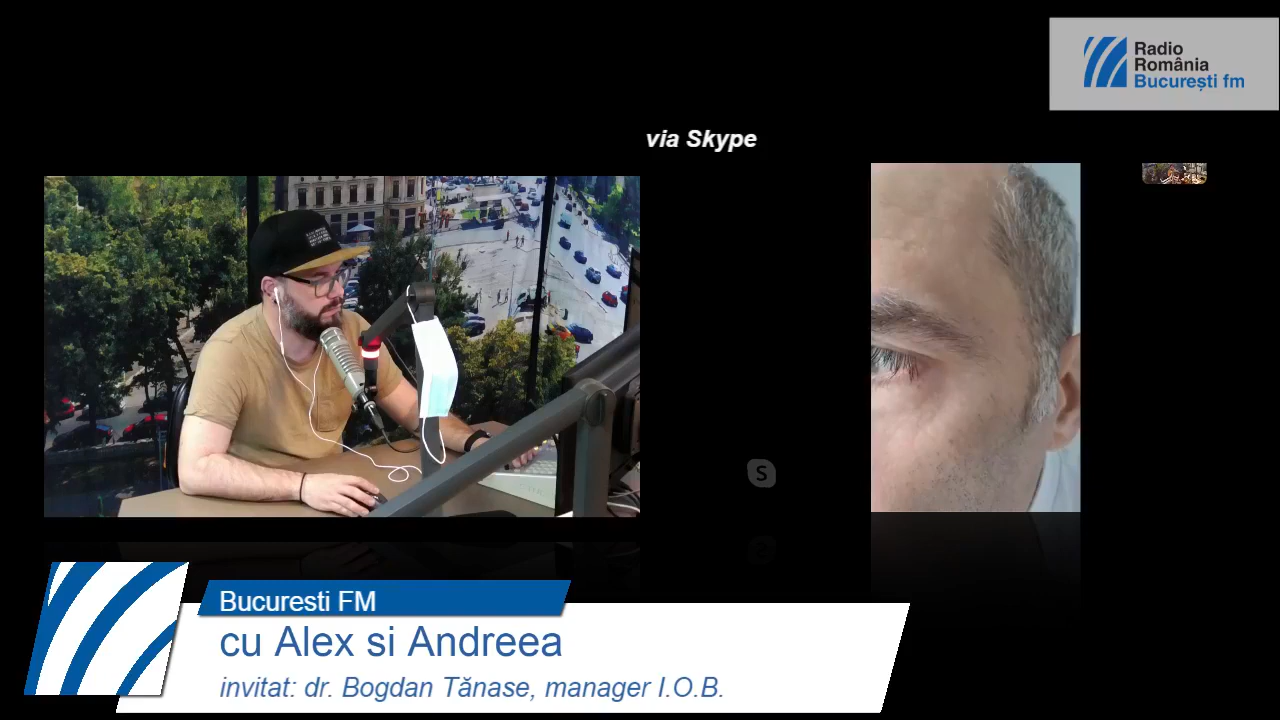 Radio
România
București fm
via Skype
S
Bucuresti FM
cu Alex si Andreea
invitat: dr. Bogdan Tănase, manager I.O.B.